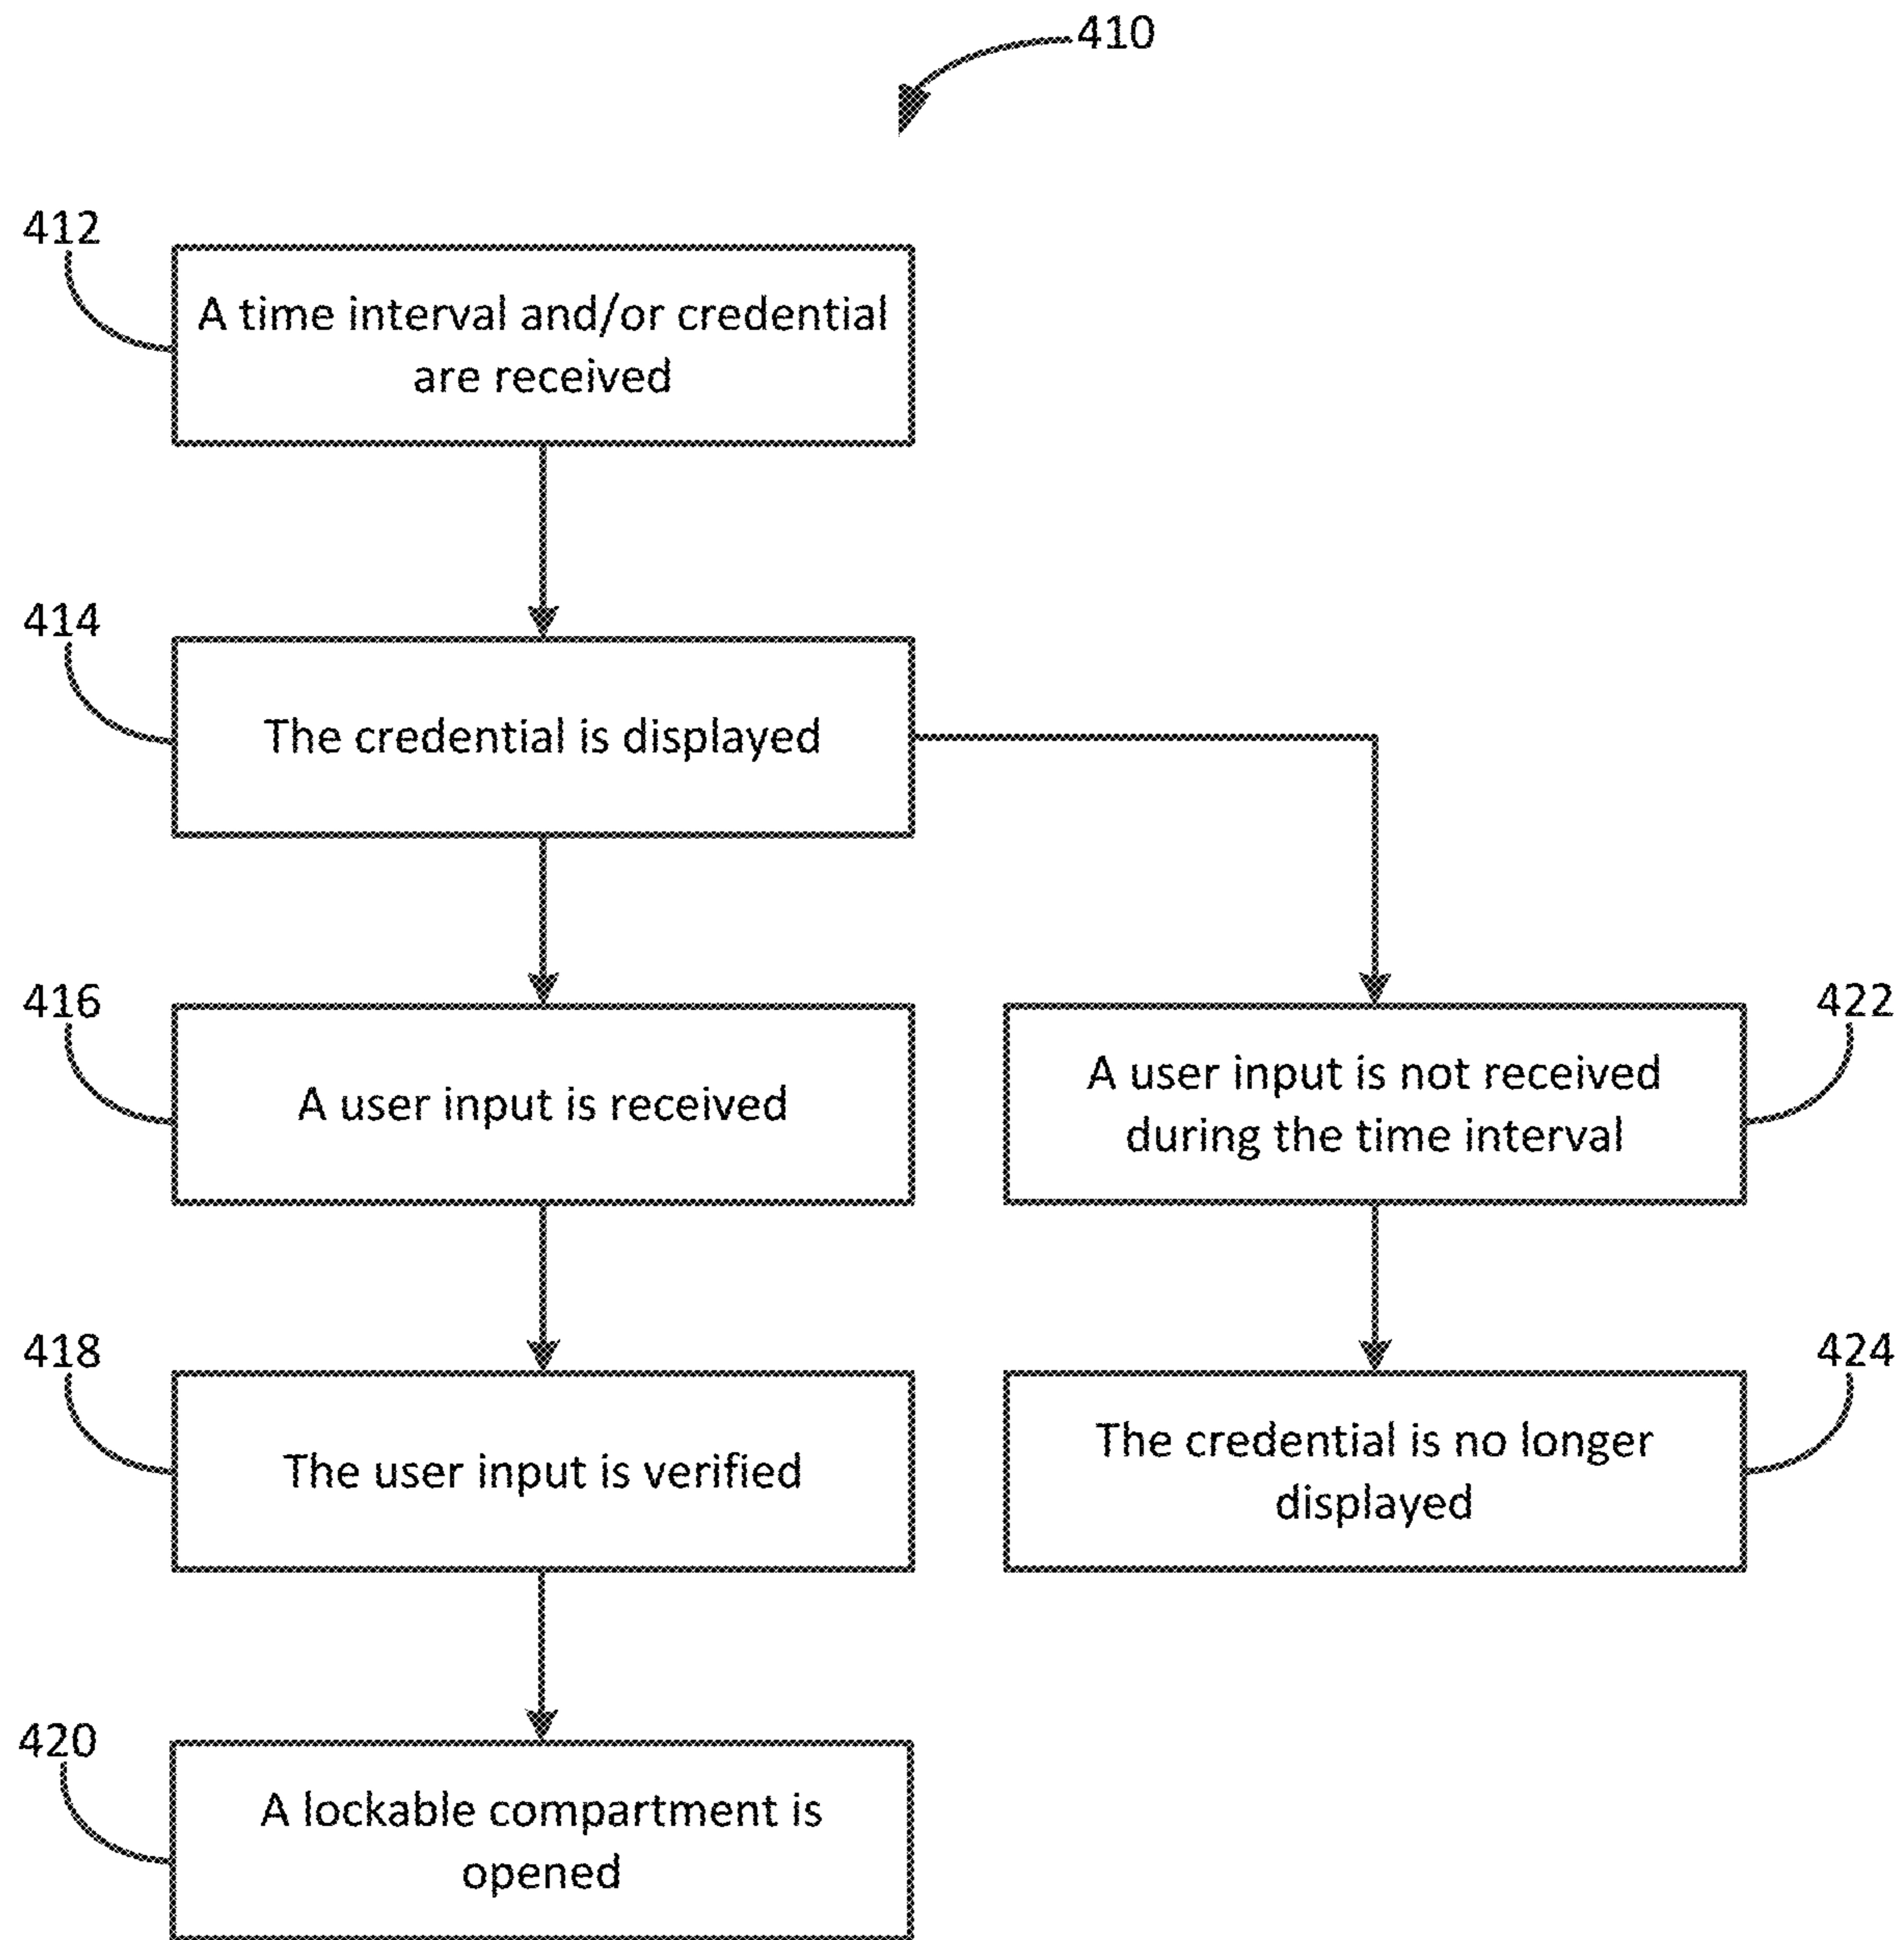 410
412
A time interval and/or credential
are received
414
The credential is displayed
416
A user input is received
422
A user input is not received
during the time interval
418
The user input is verified
424
The credential is no longer
displayed
420
A lockable compartment is
opened